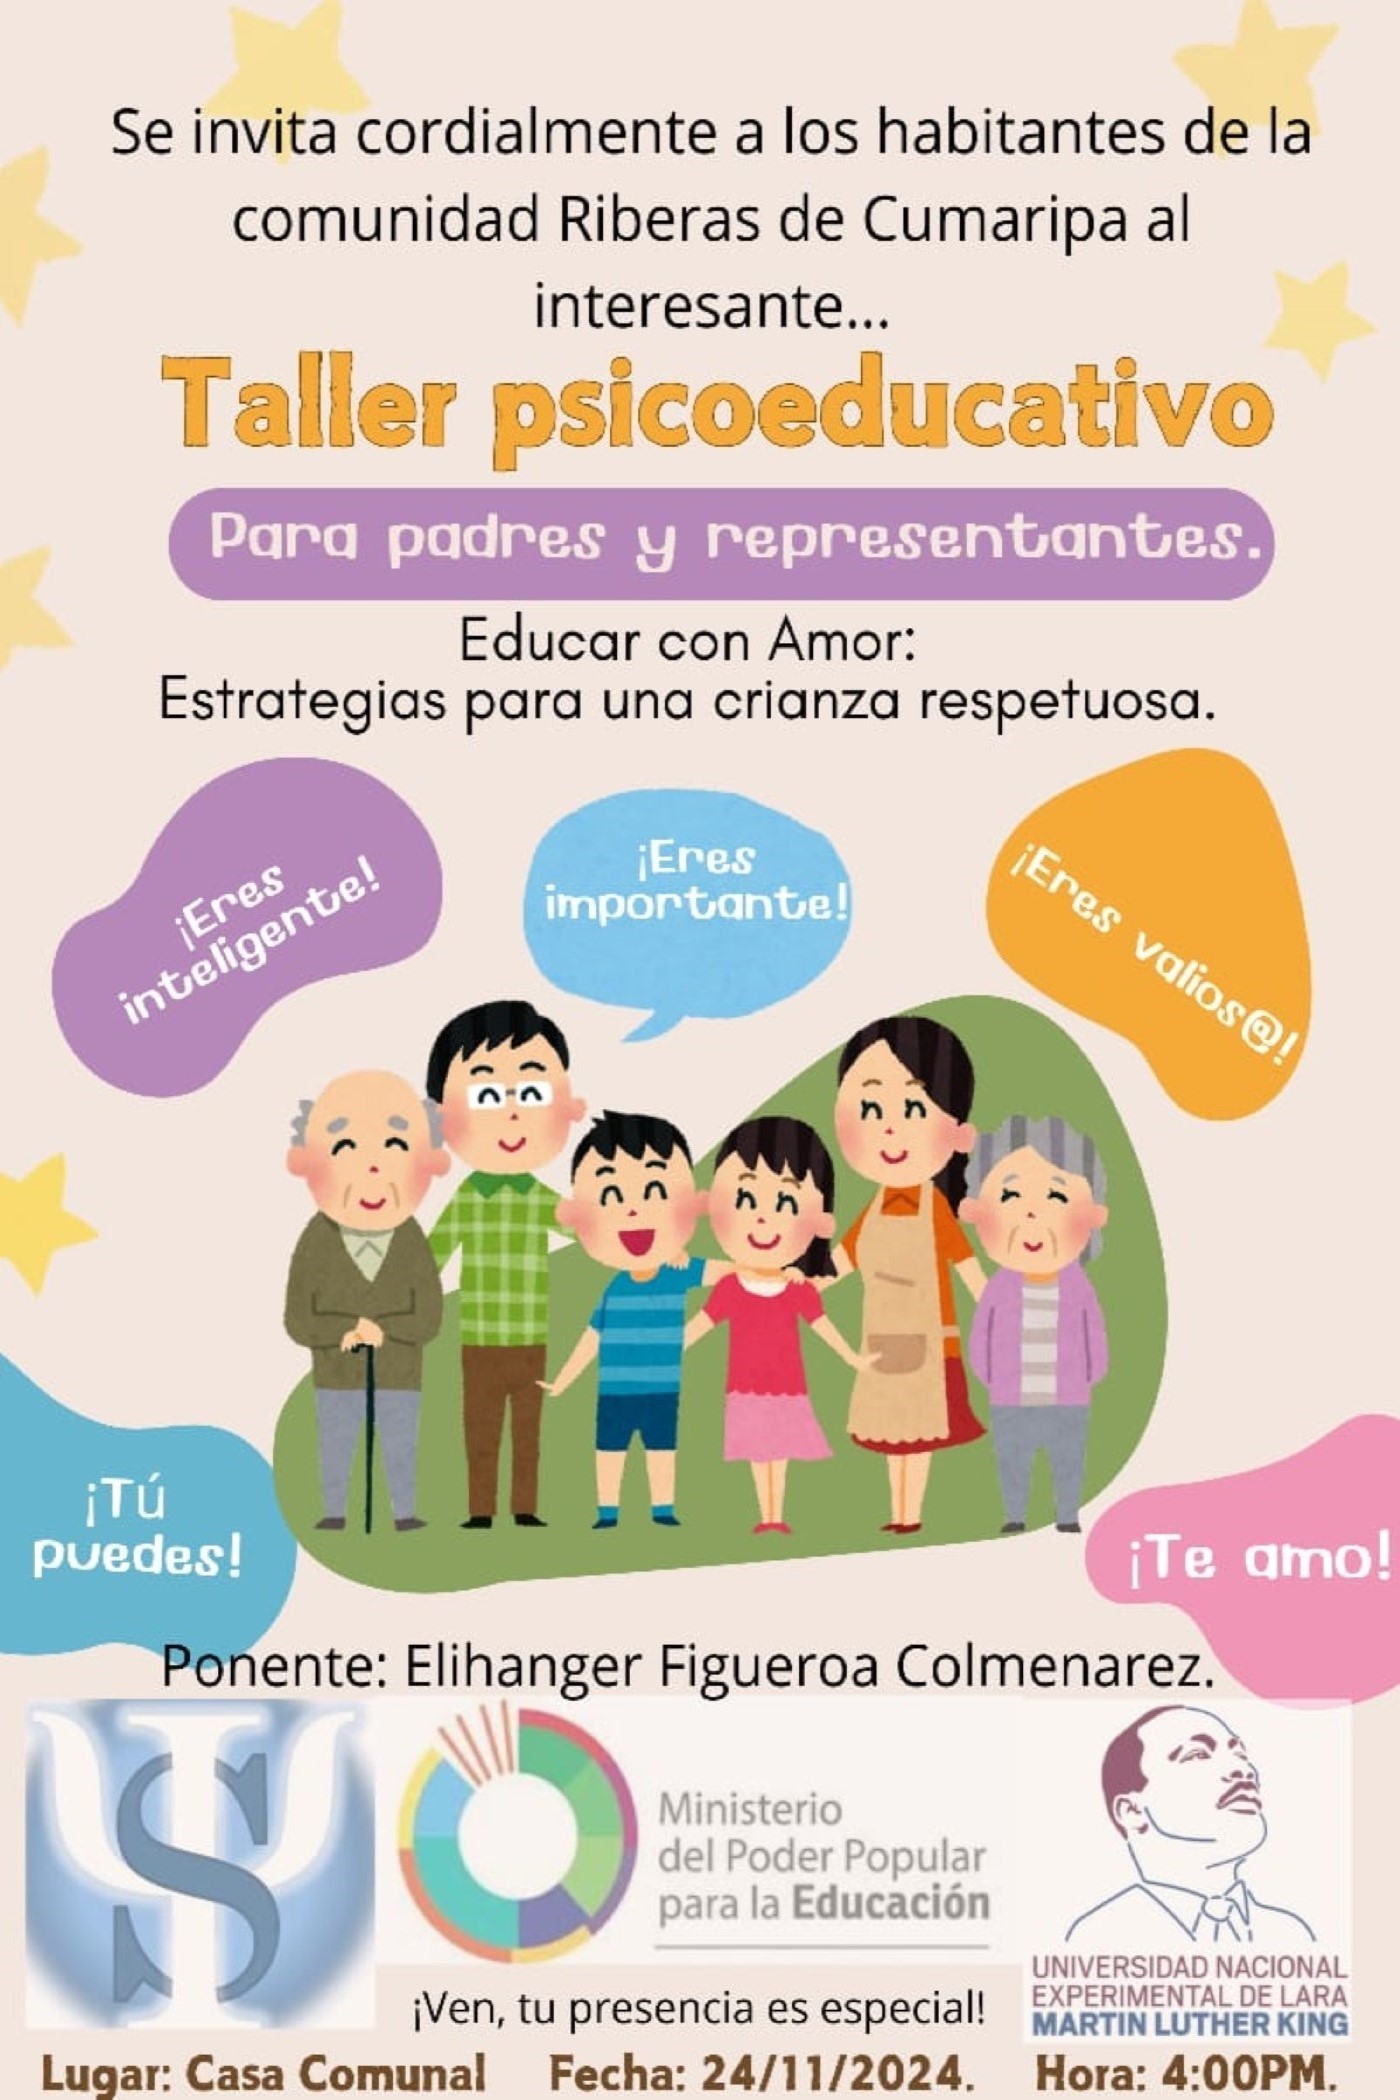 Se invita cordialmente a los habitantes de la
comunidad Riberas de Cumaripa al
interesante...
Taller psicoeducativo
Para padres y representantes.
Educar con Amor:
Estrategias para una crianza respetuosa.
¡Eres
inteligente!
¡Eres
importante!
¡Eres valios@!
¡Tú
puedes!
¡Te amo!
Ponente: Elihanger Figueroa Colmenarez.
ΨS
Ministerio
del Poder Popular
para la Educación
UNIVERSIDAD NACIONAL
EXPERIMENTAL DE LARA
MARTIN LUTHER KING
¡Ven, tu presencia es especial!
Lugar: Casa Comunal Fecha: 24/11/2024. Hora: 4:00PM.